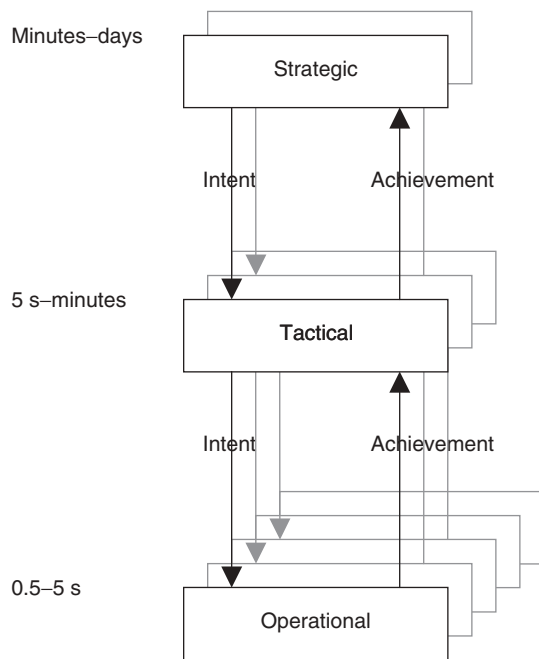 Minutes–days
Strategic
Intent
Achievement
5 s–minutes
Tactical
Intent
Achievement
0.5–5 s
Operational